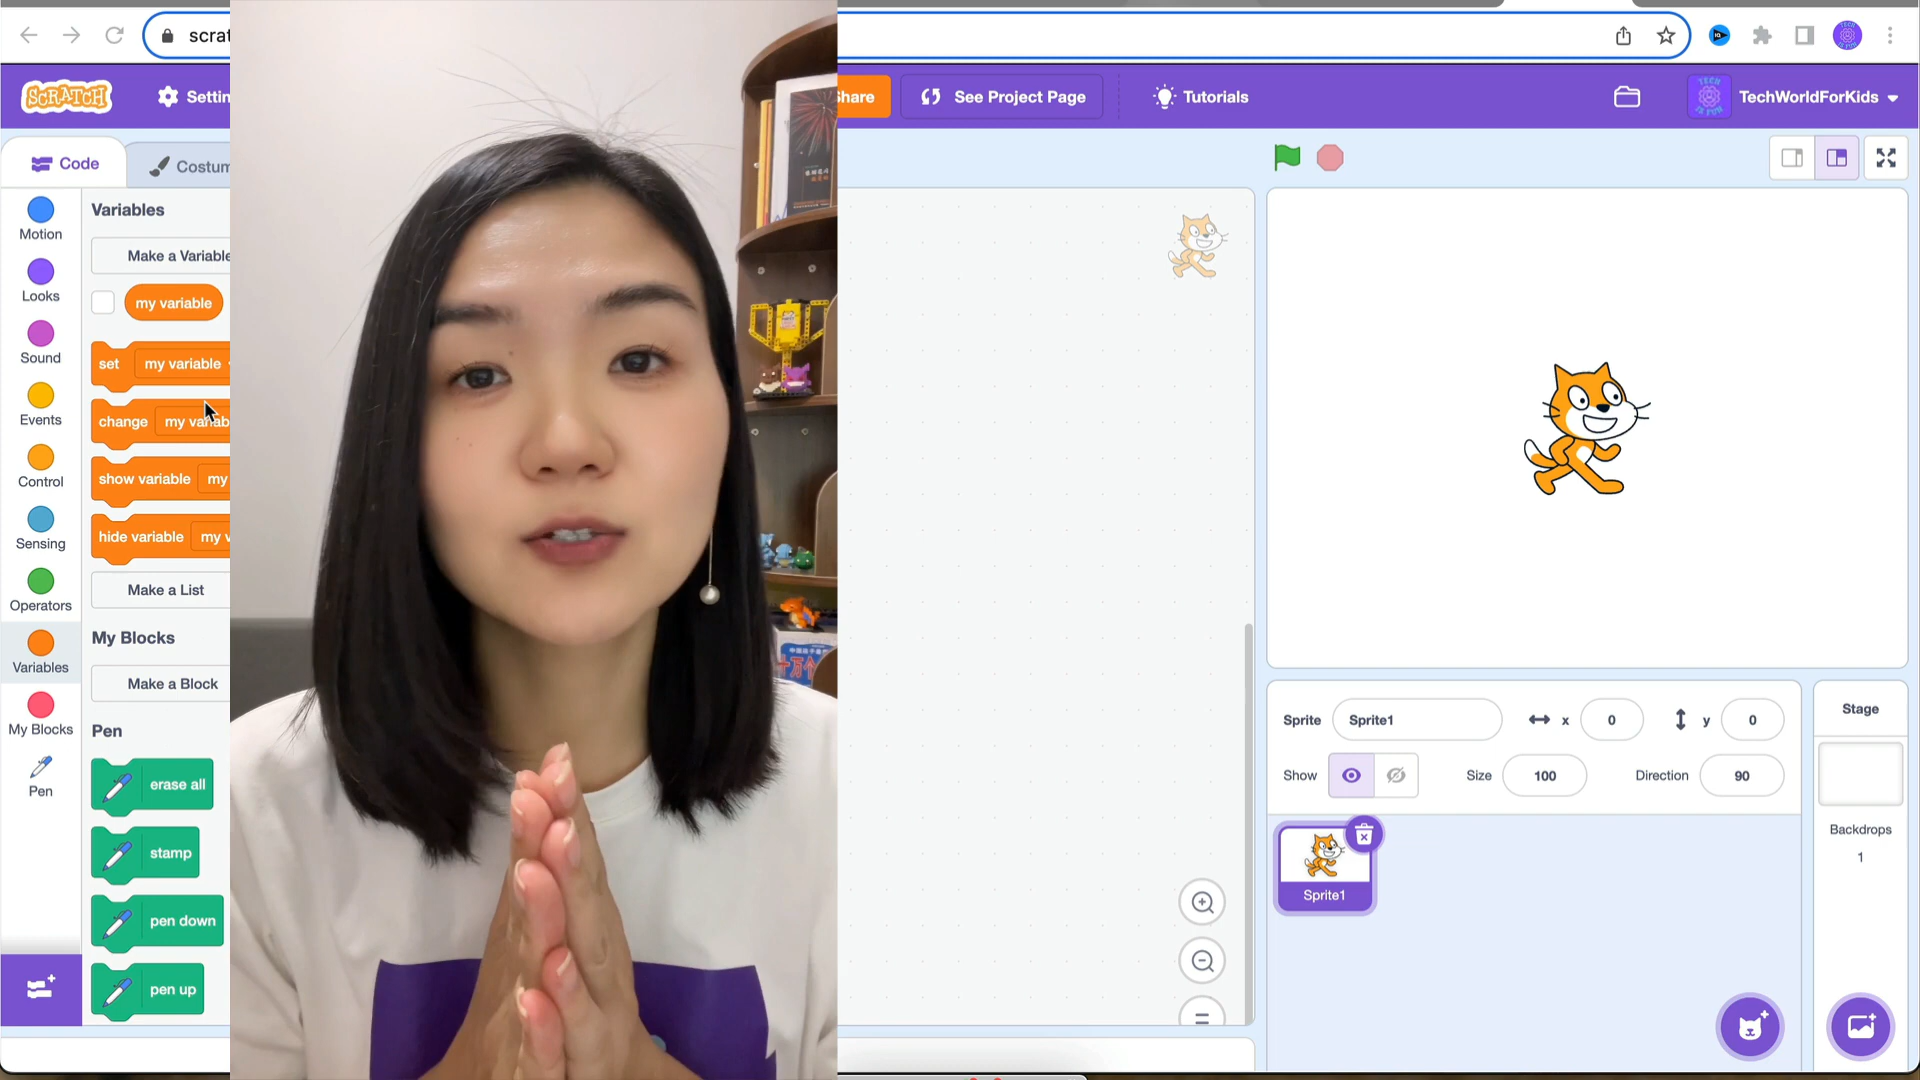 scrat
SCRATCH
Settin
hare
See Project Page
Tutorials
TechWorldForKids
Code
Costum
Motion
Looks
Sound
Events
Control
Sensing
Operators
Variables
My Blocks
Pen
Variables
Make a Variable
my variable
set my variable
change my variab
show variable my
hide variable my v
Make a List
My Blocks
Make a Block
Pen
erase all
stamp
pen down
pen up
十万个
Sprite Sprite1 x 0 y 0
Show Size 100 Direction 90
Sprite1
Stage
Backdrops
1